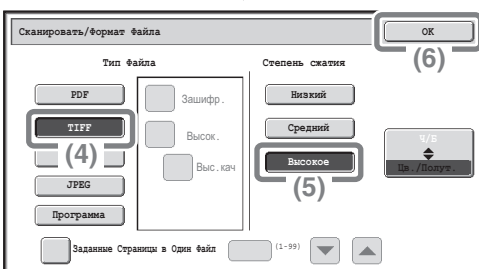 Сканировать/Формат Файла
OK
(6)
Тип Файла
Степень сжатия
PDF
Зашифр.
Низкий
TIFF
(4)
Высок.
Средний
Ч/Б
Выс.кач
Высокое
Цв./Полут.
(5)
JPEG
Программа
Заданные Страницы в Один Файл
(1-99)